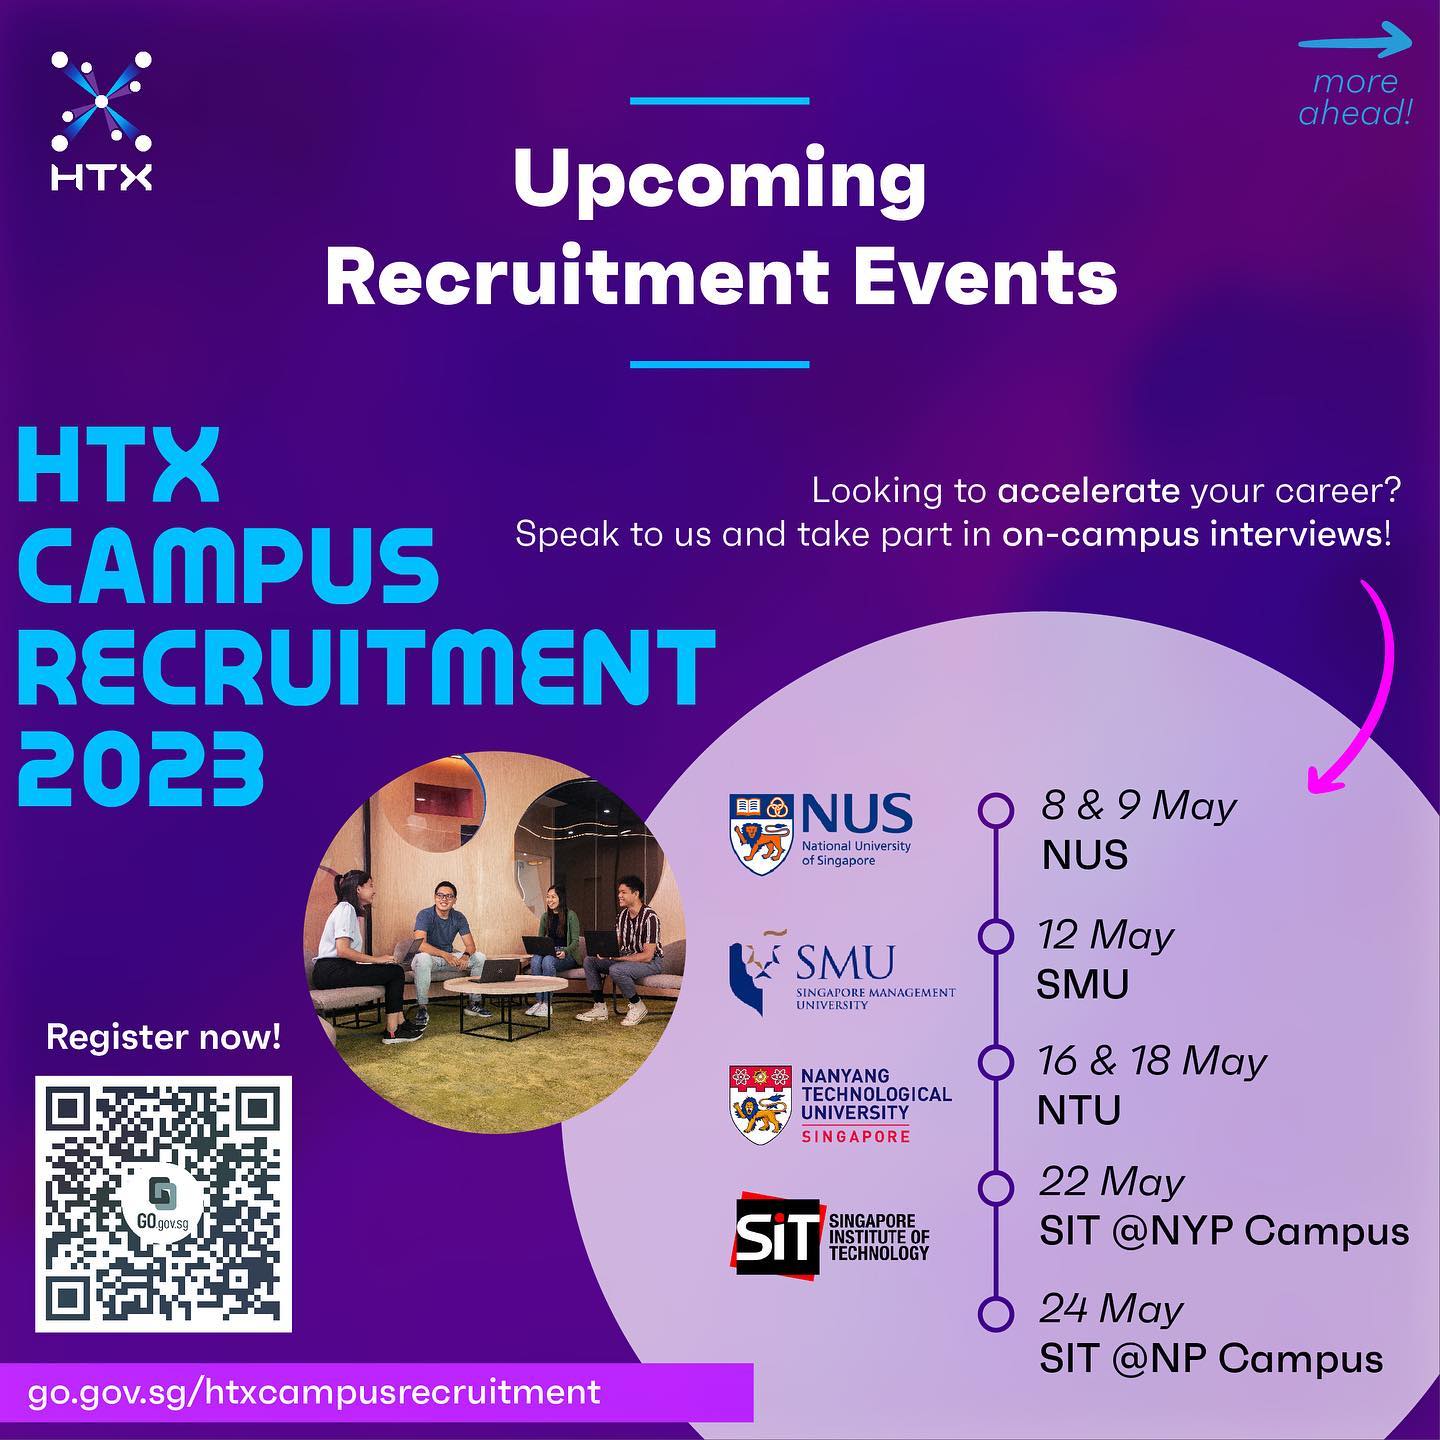 HTX
more
ahead!
Upcoming
Recruitment Events
HTX
CAMPUS
RECRUITMENT
2023
Looking to accelerate your career?
Speak to us and take part in on-campus interviews!
NUS
National University
of Singapore
8 & 9 May
NUS
SMU
SINGAPORE MANAGEMENT
UNIVERSITY
12 May
SMU
NANYANG
TECHNOLOGICAL
UNIVERSITY
SINGAPORE
16 & 18 May
NTU
SiT
SINGAPORE
INSTITUTE OF
TECHNOLOGY
22 May
SIT @NYP Campus
24 May
SIT @NP Campus
Register now!
GO.gov.sg
go.gov.sg/htxcampusrecruitment